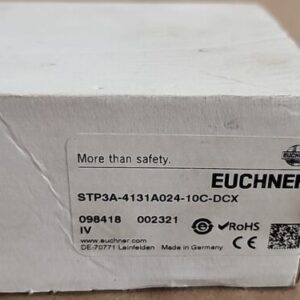 More than safety.
EUCHNER
STP3A-4131A024-10C-DCX
098418 002321
IV
RoHS
www.euchner.com
DE-70771 Leinfelden Made in Germany